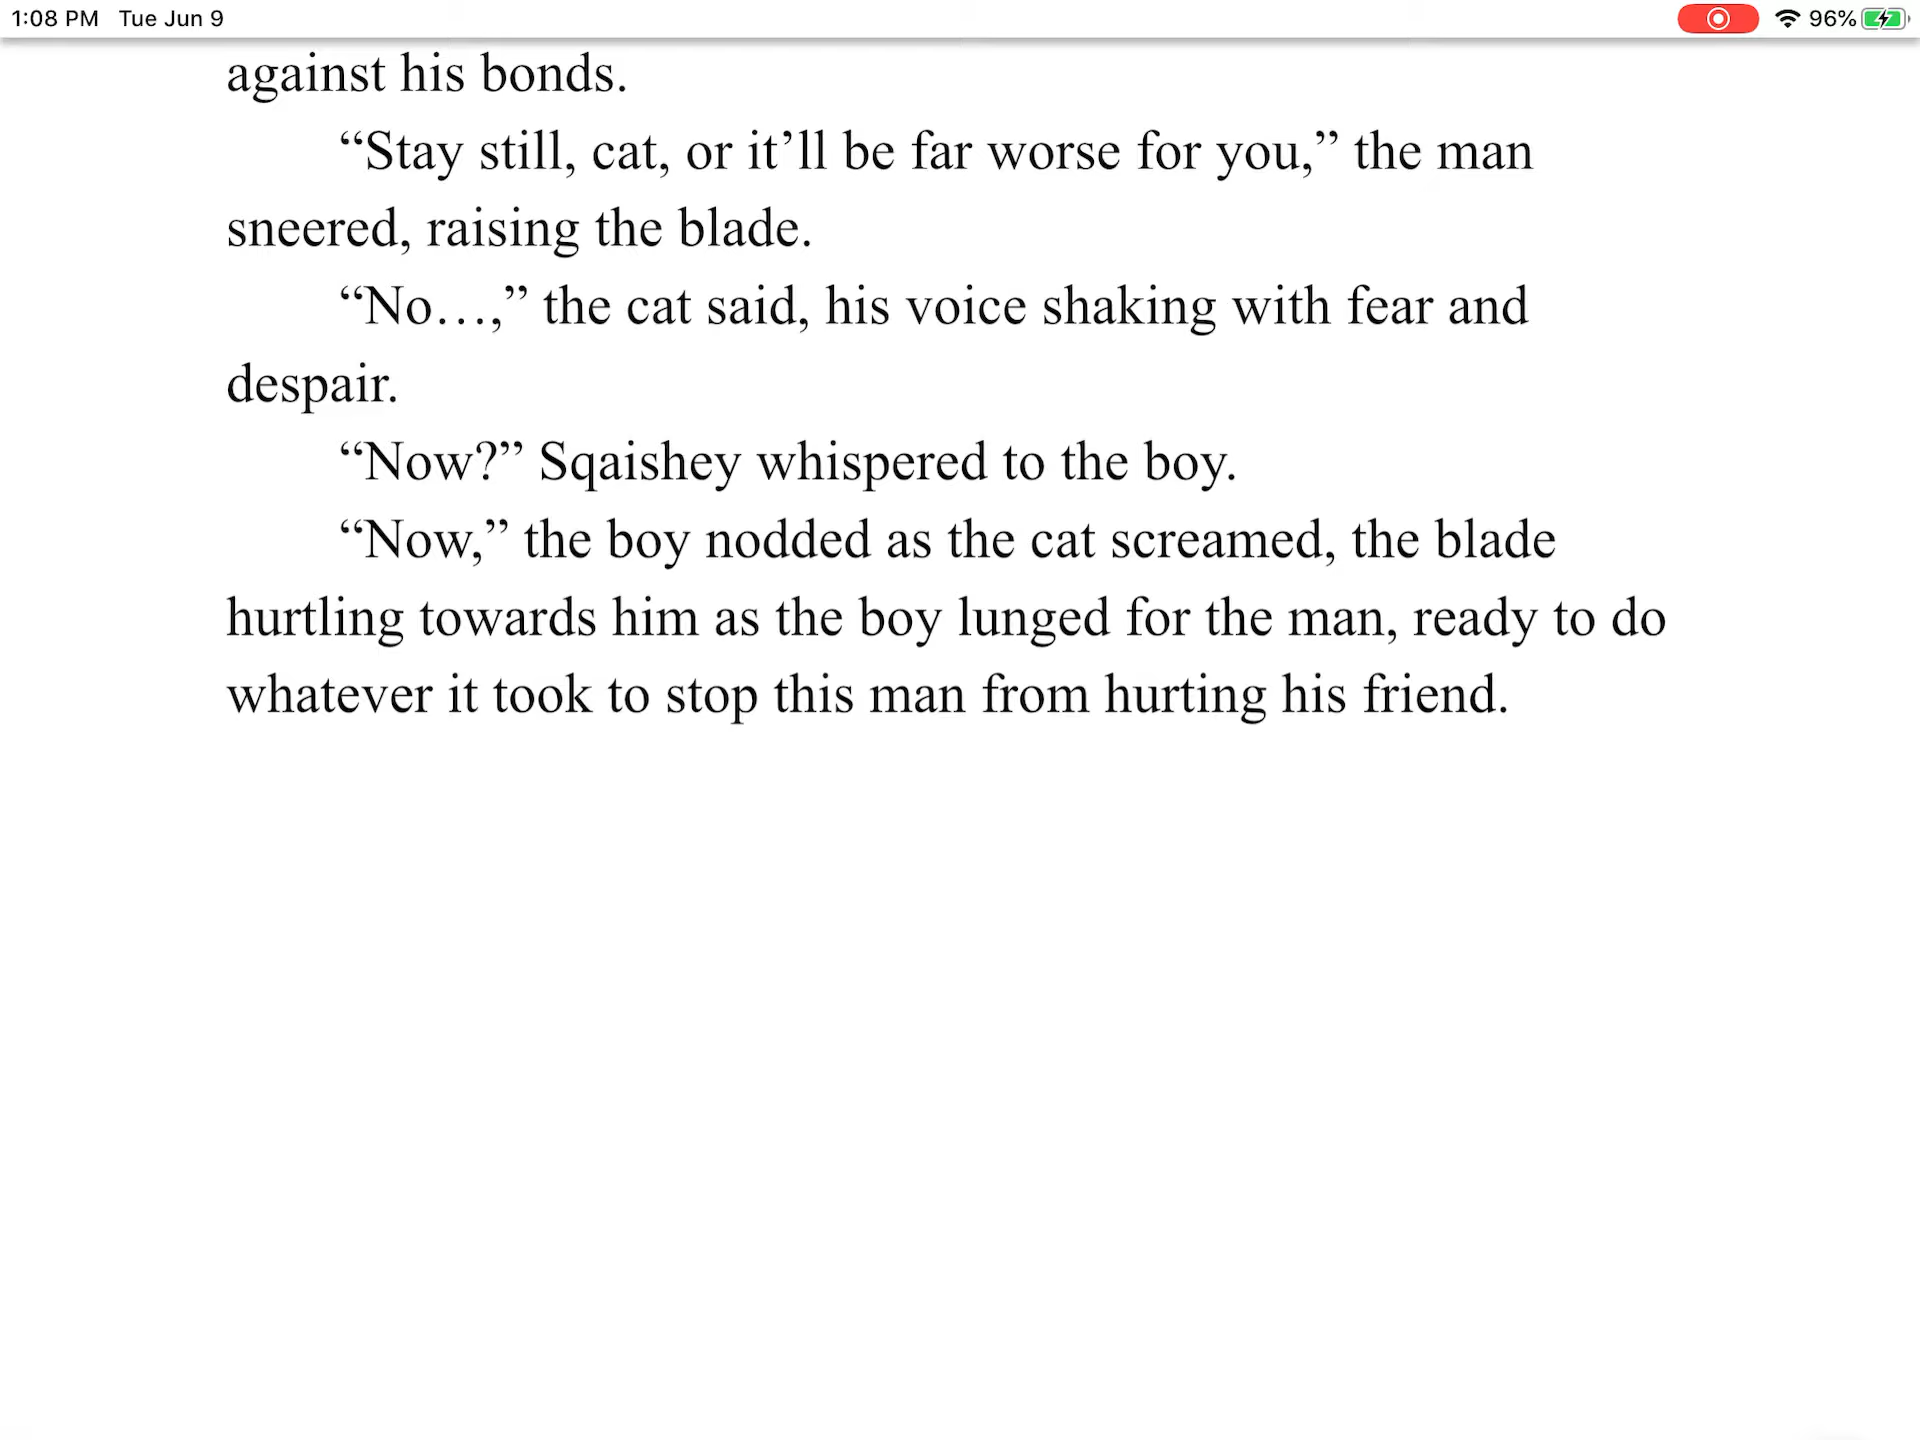 1:08 PM Tue Jun 9 96%
against his bonds.
“Stay still, cat, or it’ll be far worse for you,” the man
sneered, raising the blade.
“No…,” the cat said, his voice shaking with fear and
despair.
“Now?” Sqaishey whispered to the boy.
“Now,” the boy nodded as the cat screamed, the blade
hurtling towards him as the boy lunged for the man, ready to do
whatever it took to stop this man from hurting his friend.